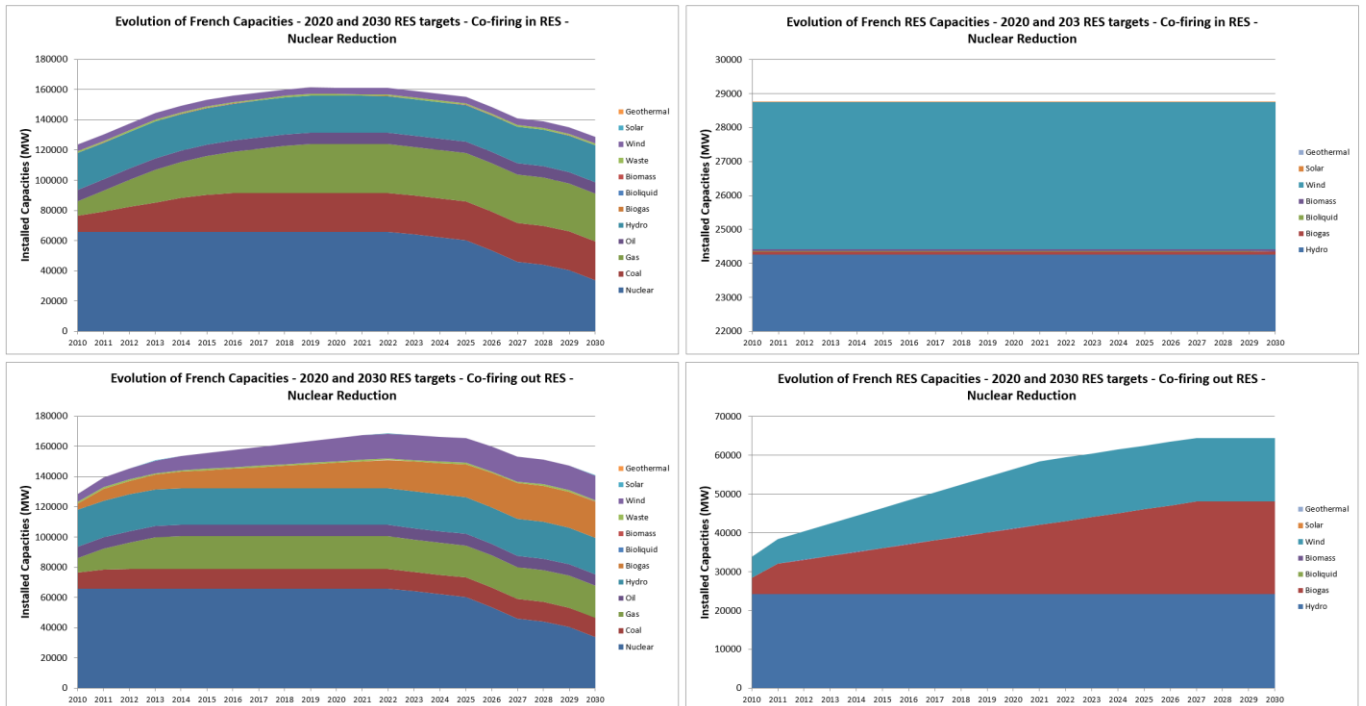 Evolution of French Capacities - 2020 and 2030 RES targets - Co-firing in RES -
Nuclear Reduction
Installed Capacities (MW)
180000
160000
140000
120000
100000
80000
60000
40000
20000
0
2010 2011 2012 2013 2014 2015 2016 2017 2018 2019 2020 2021 2022 2023 2024 2025 2026 2027 2028 2029 2030
Geothermal
Solar
Wind
Waste
Biomass
Bioliquid
Biogas
Hydro
Oil
Gas
Coal
Nuclear
Evolution of French RES Capacities - 2020 and 203 RES targets - Co-firing in RES -
Nuclear Reduction
Installed Capacities (MW)
30000
29000
28000
27000
26000
25000
24000
23000
22000
2010 2011 2012 2013 2014 2015 2016 2017 2018 2019 2020 2021 2022 2023 2024 2025 2026 2027 2028 2029 2030
Geothermal
Solar
Wind
Biomass
Bioliquid
Biogas
Hydro
Evolution of French Capacities - 2020 and 2030 RES targets - Co-firing out RES -
Nuclear Reduction
Installed Capacities (MW)
180000
160000
140000
120000
100000
80000
60000
40000
20000
0
2010 2011 2012 2013 2014 2015 2016 2017 2018 2019 2020 2021 2022 2023 2024 2025 2026 2027 2028 2029 2030
Geothermal
Solar
Wind
Waste
Biomass
Bioliquid
Biogas
Hydro
Oil
Gas
Coal
Nuclear
Evolution of French RES Capacities - 2020 and 2030 RES targets - Co-firing out RES -
Nuclear Reduction
Installed Capacities (MW)
70000
60000
50000
40000
30000
20000
10000
0
2010 2011 2012 2013 2014 2015 2016 2017 2018 2019 2020 2021 2022 2023 2024 2025 2026 2027 2028 2029 2030
Geothermal
Solar
Wind
Biomass
Bioliquid
Biogas
Hydro